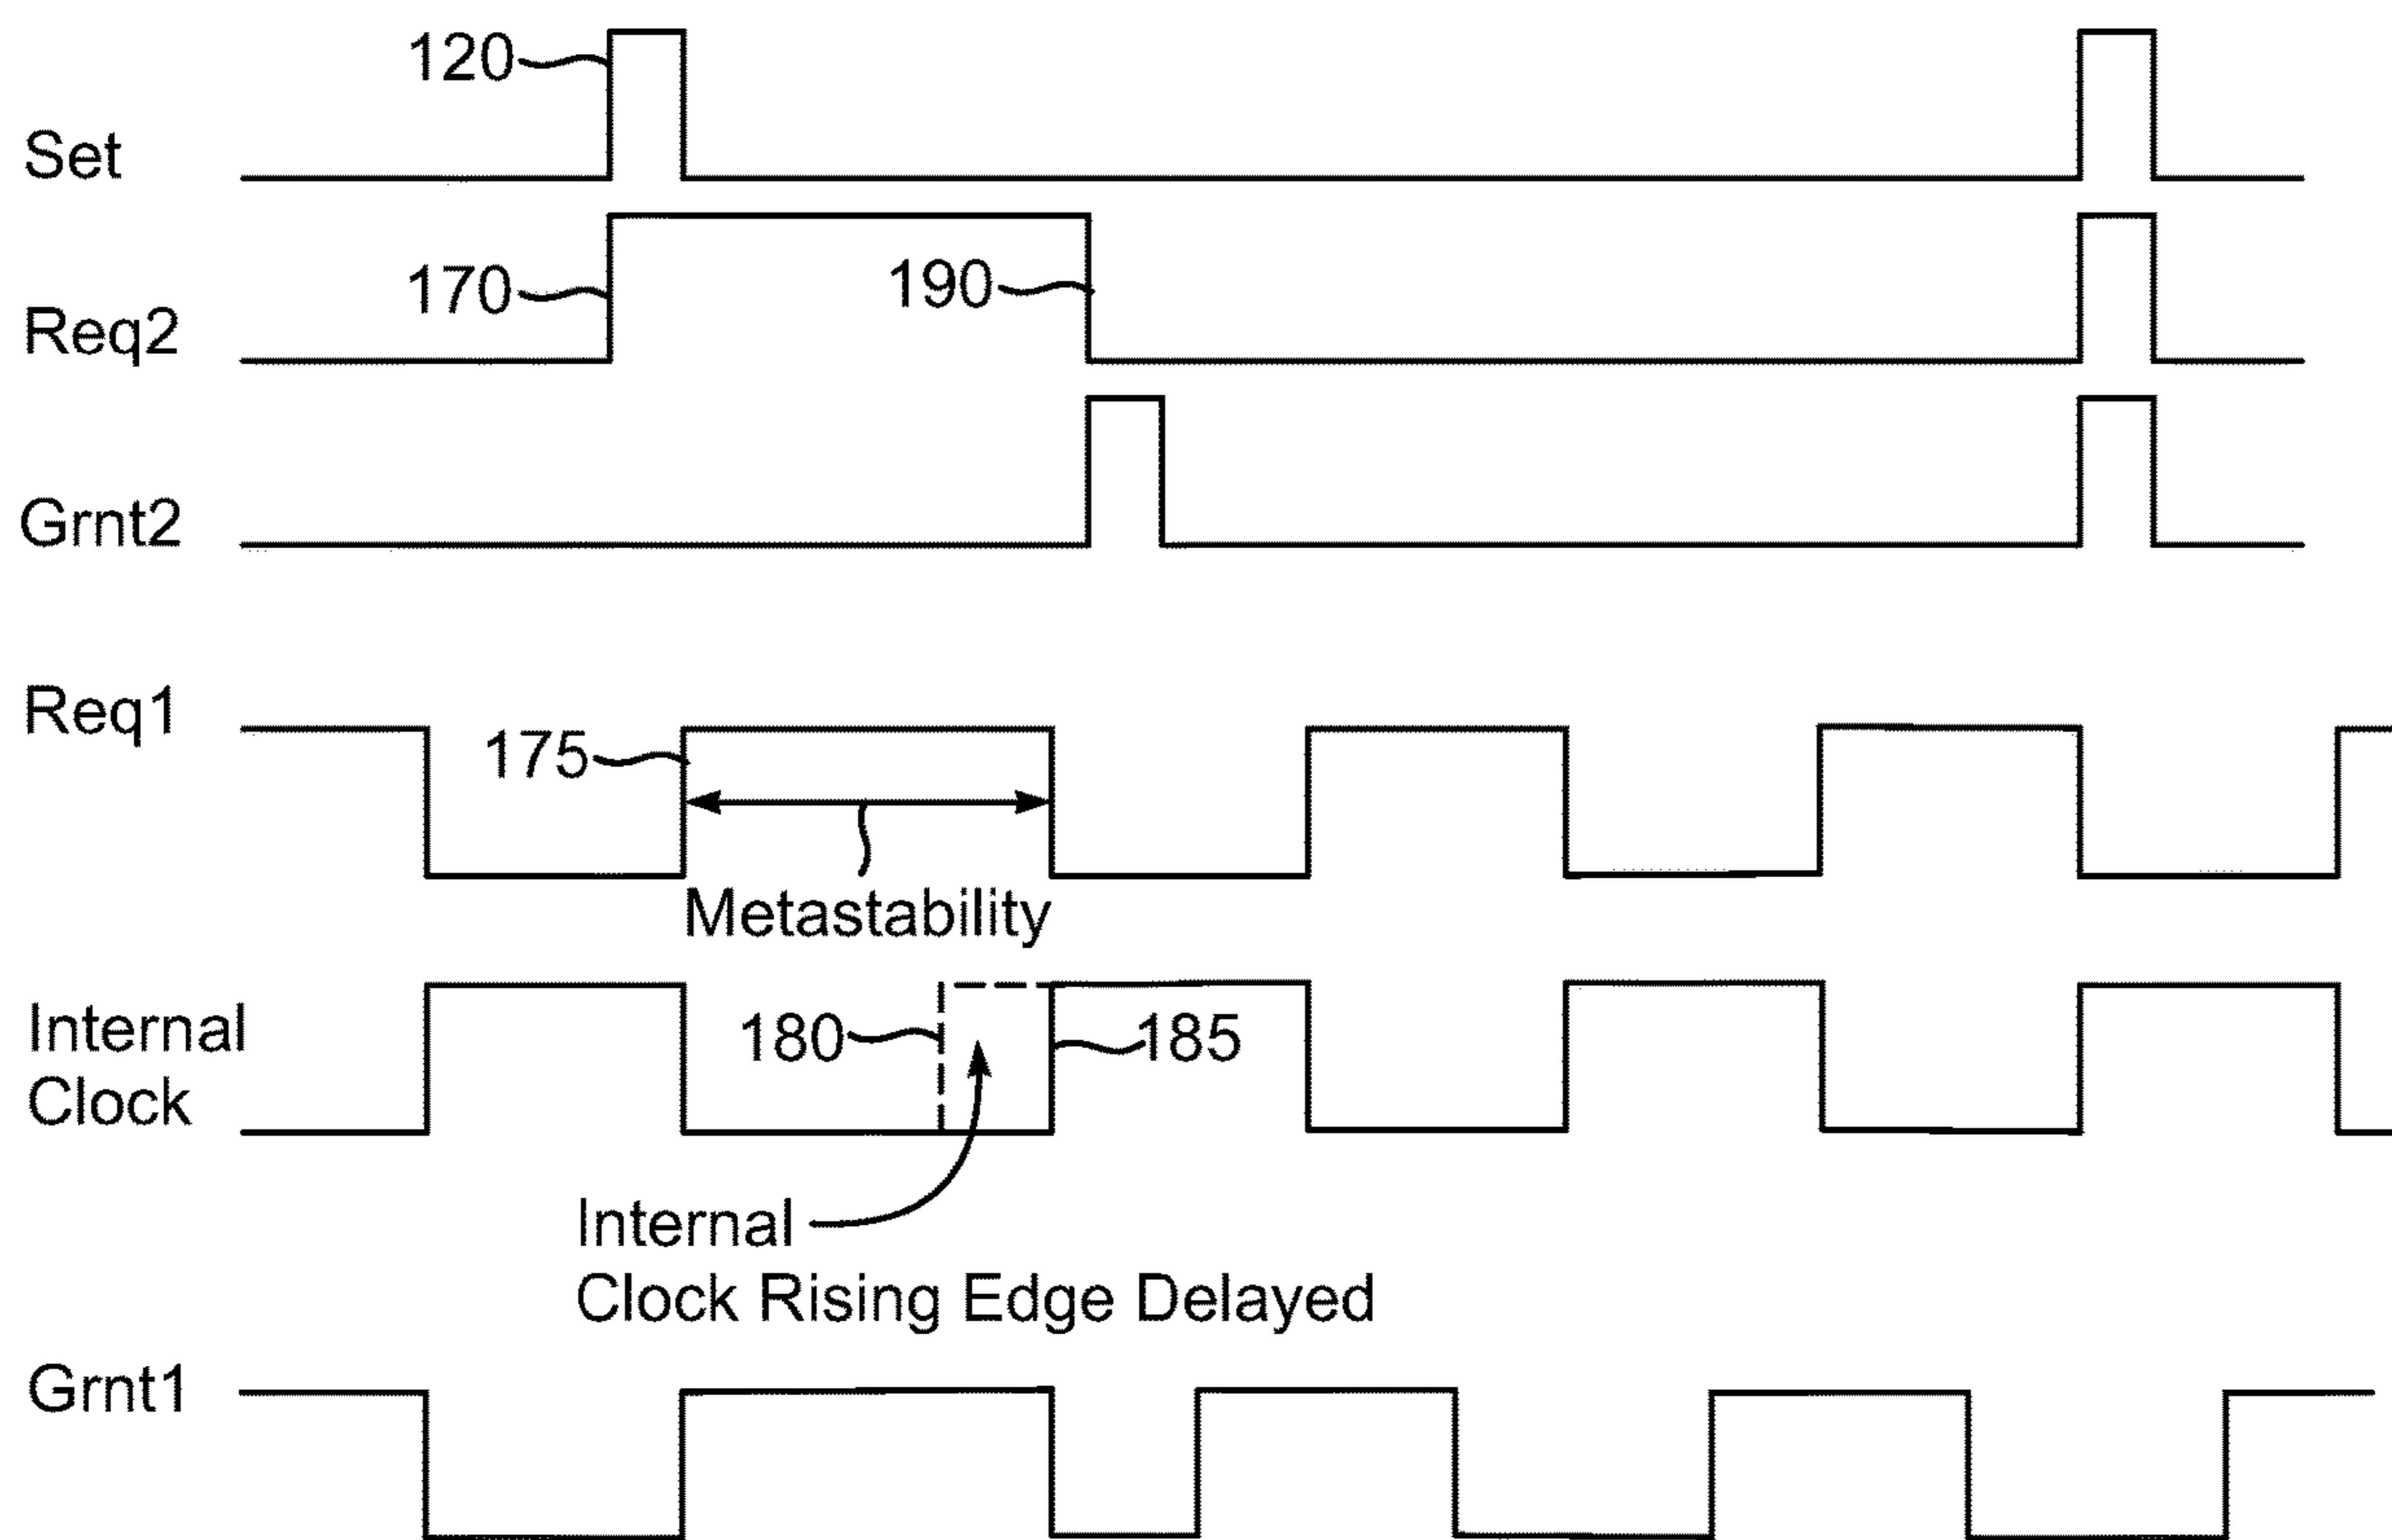 120
Set
170
190
Req2
Grnt2
Req1
175
Metastability
Internal
Clock
180
185
Internal
Clock Rising Edge Delayed
Grnt1